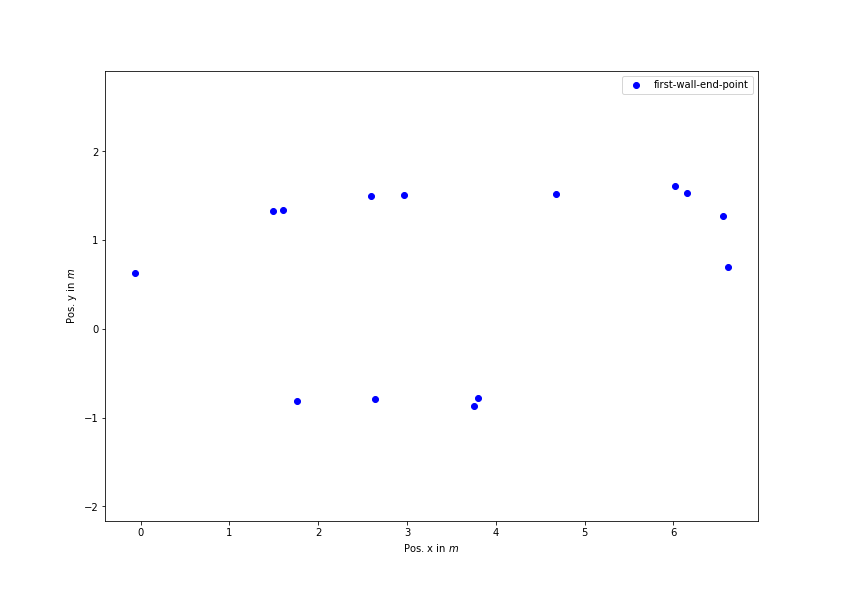 first-wall-end-point
2
1
0
−1
−2
Pos. y in m
0 1 2 3 4 5 6
Pos. x in m